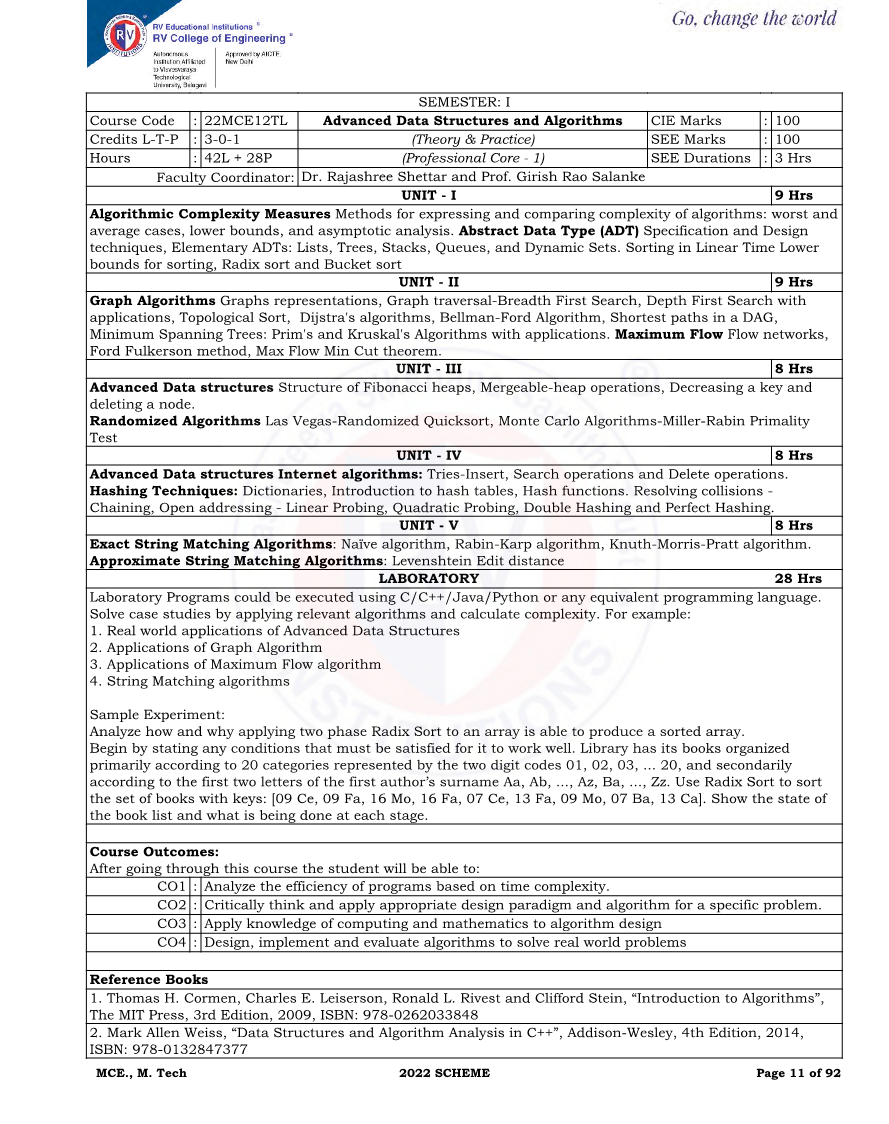 Go, change the world
RV Educational Institutions ®
RV College of Engineering ®
Autonomous
Institution Affiliated
to Visvesvaraya
Technological
University, Belagavi
Approved by AICTE,
New Delhi
SEMESTER: I
Course Code : 22MCE12TL Advanced Data Structures and Algorithms CIE Marks : 100
Credits L-T-P : 3-0-1 (Theory & Practice) SEE Marks : 100
Hours : 42L + 28P (Professional Core - 1) SEE Durations : 3 Hrs
Faculty Coordinator: Dr. Rajashree Shettar and Prof. Girish Rao Salanke
UNIT - I 9 Hrs
Algorithmic Complexity Measures Methods for expressing and comparing complexity of algorithms: worst and
average cases, lower bounds, and asymptotic analysis. Abstract Data Type (ADT) Specification and Design
techniques, Elementary ADTs: Lists, Trees, Stacks, Queues, and Dynamic Sets. Sorting in Linear Time Lower
bounds for sorting, Radix sort and Bucket sort
UNIT - II 9 Hrs
Graph Algorithms Graphs representations, Graph traversal-Breadth First Search, Depth First Search with
applications, Topological Sort, Dijstra's algorithms, Bellman-Ford Algorithm, Shortest paths in a DAG,
Minimum Spanning Trees: Prim's and Kruskal's Algorithms with applications. Maximum Flow Flow networks,
Ford Fulkerson method, Max Flow Min Cut theorem.
UNIT - III 8 Hrs
Advanced Data structures Structure of Fibonacci heaps, Mergeable-heap operations, Decreasing a key and
deleting a node.
Randomized Algorithms Las Vegas-Randomized Quicksort, Monte Carlo Algorithms-Miller-Rabin Primality
Test
UNIT - IV 8 Hrs
Advanced Data structures Internet algorithms: Tries-Insert, Search operations and Delete operations.
Hashing Techniques: Dictionaries, Introduction to hash tables, Hash functions. Resolving collisions -
Chaining, Open addressing - Linear Probing, Quadratic Probing, Double Hashing and Perfect Hashing.
UNIT - V 8 Hrs
Exact String Matching Algorithms: Naïve algorithm, Rabin-Karp algorithm, Knuth-Morris-Pratt algorithm.
Approximate String Matching Algorithms: Levenshtein Edit distance
LABORATORY 28 Hrs
Laboratory Programs could be executed using C/C++/Java/Python or any equivalent programming language.
Solve case studies by applying relevant algorithms and calculate complexity. For example:
1. Real world applications of Advanced Data Structures
2. Applications of Graph Algorithm
3. Applications of Maximum Flow algorithm
4. String Matching algorithms
Sample Experiment:
Analyze how and why applying two phase Radix Sort to an array is able to produce a sorted array.
Begin by stating any conditions that must be satisfied for it to work well. Library has its books organized
primarily according to 20 categories represented by the two digit codes 01, 02, 03, ... 20, and secondarily
according to the first two letters of the first author's surname Aa, Ab, ..., Az, Ba, ..., Zz. Use Radix Sort to sort
the set of books with keys: [09 Ce, 09 Fa, 16 Mo, 16 Fa, 07 Ce, 13 Fa, 09 Mo, 07 Ba, 13 Ca]. Show the state of
the book list and what is being done at each stage.
Course Outcomes:
After going through this course the student will be able to:
CO1 : Analyze the efficiency of programs based on time complexity.
CO2 : Critically think and apply appropriate design paradigm and algorithm for a specific problem.
CO3 : Apply knowledge of computing and mathematics to algorithm design
CO4 : Design, implement and evaluate algorithms to solve real world problems
Reference Books
1. Thomas H. Cormen, Charles E. Leiserson, Ronald L. Rivest and Clifford Stein, “Introduction to Algorithms”,
The MIT Press, 3rd Edition, 2009, ISBN: 978-0262033848
2. Mark Allen Weiss, “Data Structures and Algorithm Analysis in C++”, Addison-Wesley, 4th Edition, 2014,
ISBN: 978-0132847377
MCE., M. Tech 2022 SCHEME Page 11 of 92